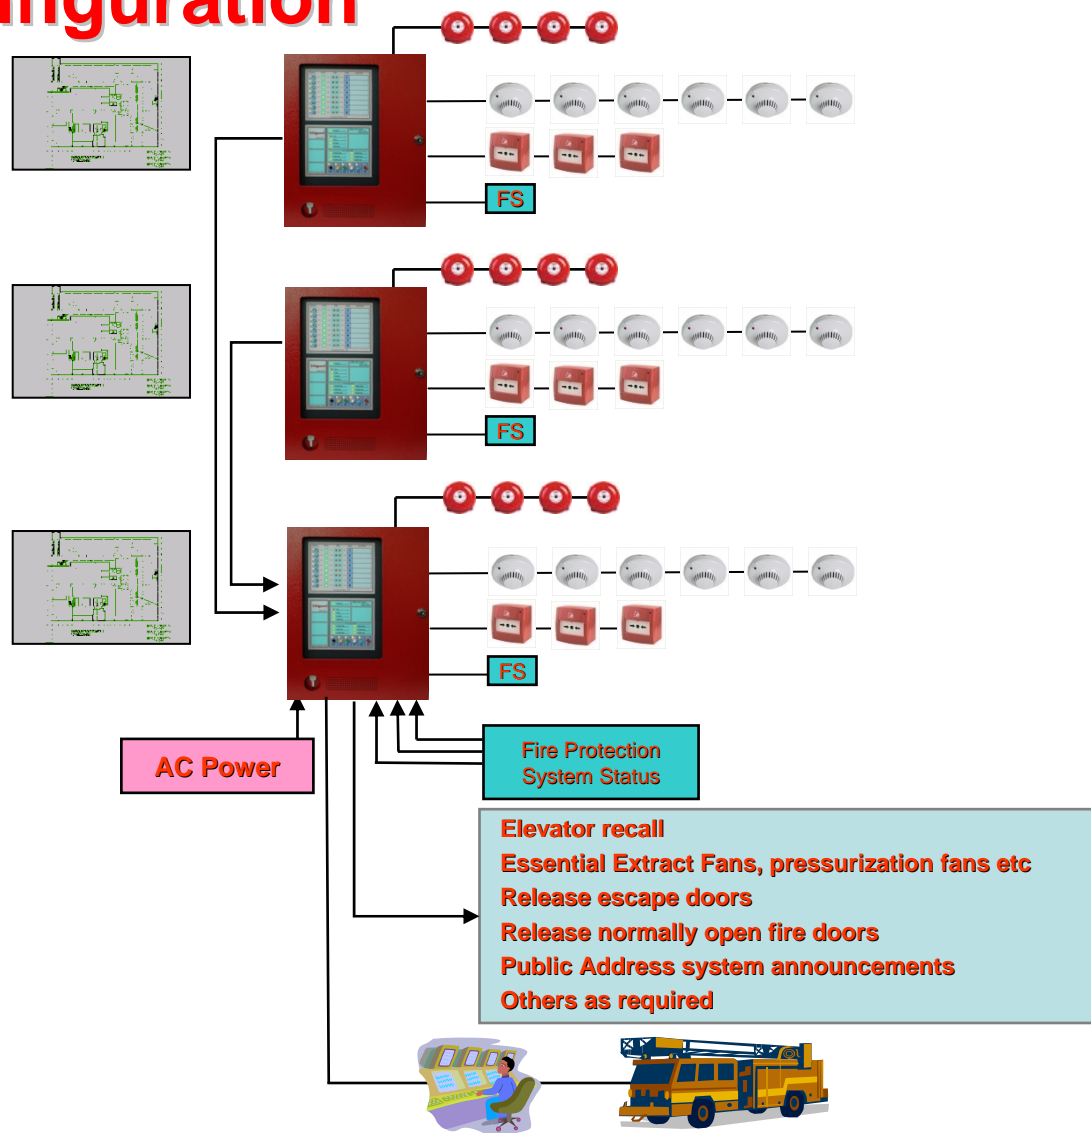 nfiguration
FS
FS
FS
AC Power
Fire Protection
System Status
Elevator recall
Essential Extract Fans, pressurization fans etc
Release escape doors
Release normally open fire doors
Public Address system announcements
Others as required